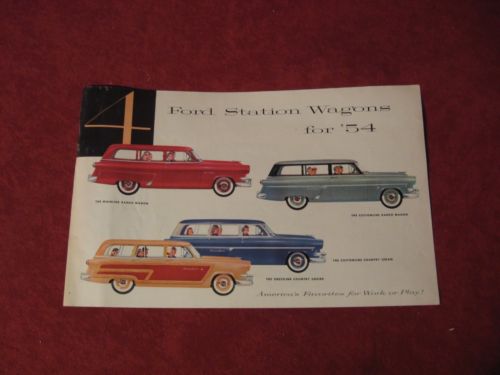 4
Ford Station Wagons
for '54
THE MAINLINE RANCH WAGON
THE CUSTOMLINE RANCH WAGON
THE CUSTOMLINE COUNTRY SEDAN
THE CRESTLINE COUNTRY SQUIRE
America's Favorites for Work or Play!